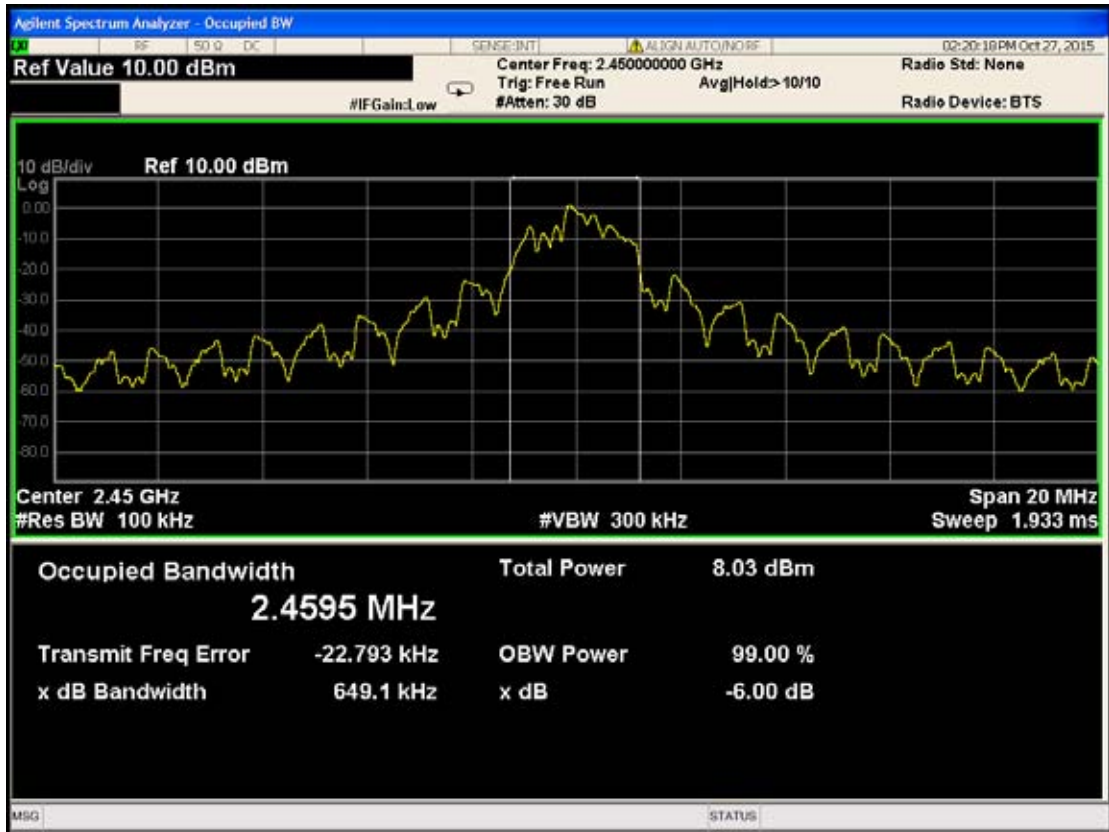 Agilent Spectrum Analyzer - Occupied BW
RF 50 Ω DC SENSE:INT ALIGN AUTO/NO RF 02:20:18 PM Oct 27, 2015
Ref Value 10.00 dBm Center Freq: 2.450000000 GHz Radio Std: None
Trig: Free Run Avg|Hold:> 10/10
#IFGain:Low #Atten: 30 dB Radio Device: BTS
10 dB/div Ref 10.00 dBm
Log
0.00
-10.0
-20.0
-30.0
-40.0
-50.0
-60.0
-70.0
-80.0
Center 2.45 GHz Span 20 MHz
#Res BW 100 kHz #VBW 300 kHz Sweep 1.933 ms
Occupied Bandwidth Total Power 8.03 dBm
2.4595 MHz
Transmit Freq Error -22.793 kHz OBW Power 99.00 %
x dB Bandwidth 649.1 kHz x dB -6.00 dB
MSG STATUS